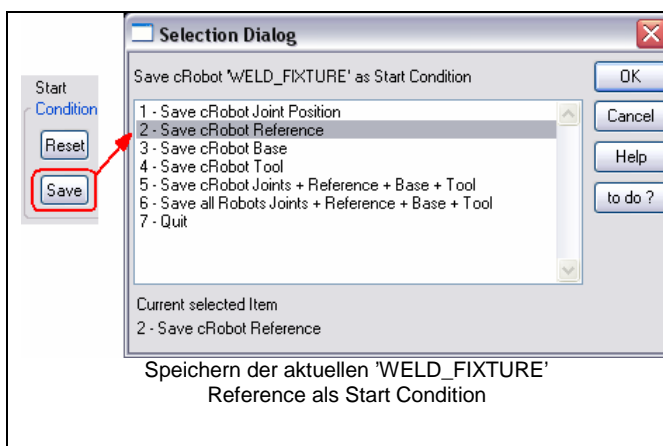 Start
Condition
Reset
Save
Selection Dialog
Save cRobot 'WELD_FIXTURE' as Start Condition
1 - Save cRobot Joint Position
2 - Save cRobot Reference
3 - Save cRobot Base
4 - Save cRobot Tool
5 - Save cRobot Joints + Reference + Base + Tool
6 - Save all Robots Joints + Reference + Base + Tool
7 - Quit
OK
Cancel
Help
to do ?
Current selected Item
2 - Save cRobot Reference
Speichern der aktuellen 'WELD_FIXTURE'
Reference als Start Condition